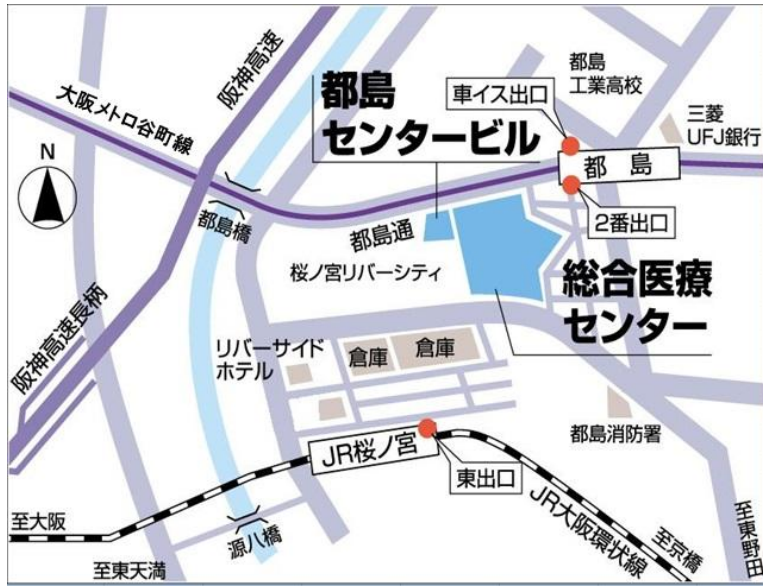 大阪メトロ谷町線
阪神高速
都島
センタービル
車イス出口
都島
工業高校
三菱
UFJ銀行
都 島
2番出口
N
都島橋
都島通
桜ノ宮リバーシティ
総合医療
センター
阪神高速長柄
リバーサイド
ホテル
倉庫
倉庫
都島消防署
JR桜ノ宮
東出口
JR大阪環状線
至大阪
源八橋
至東天満
至京橋
至東野田